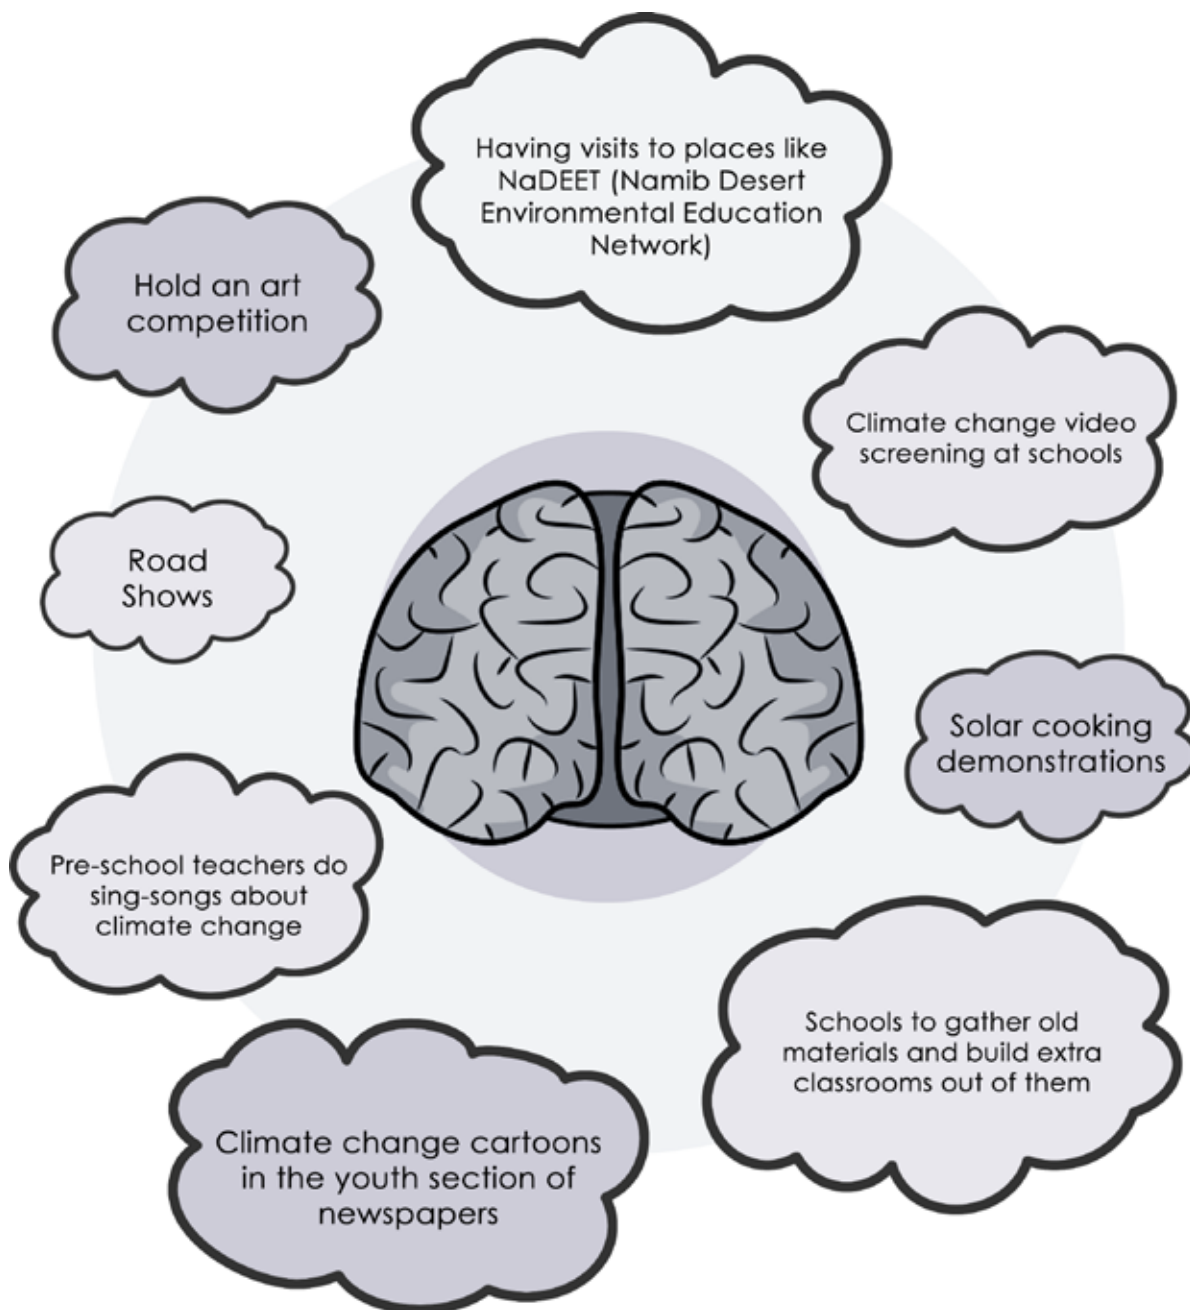 Having visits to places like
NaDEET (Namib Desert
Environmental Education
Network)
Hold an art
competition
Climate change video
screening at schools
Road
Shows
Solar cooking
demonstrations
Pre-school teachers do
sing-songs about
climate change
Schools to gather old
materials and build extra
classrooms out of them
Climate change cartoons
in the youth section of
newspapers